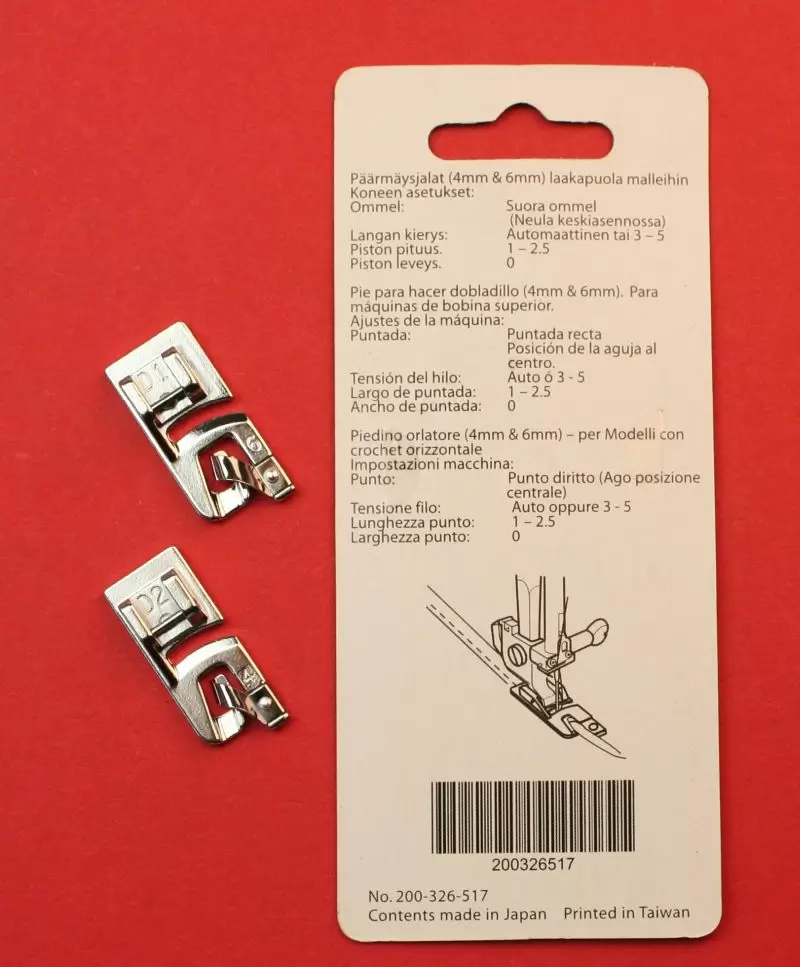 Päärmäysjalat (4mm & 6mm) laakapuola malleihin
Koneen asetukset:
Ommel: Suora ommel
(Neula keskiasennossa)
Langan kierys: Automaattinen tai 3 – 5
Piston pituus. 1 – 2.5
Piston leveys. 0
Pie para hacer dobladillo (4mm & 6mm). Para
máquinas de bobina superior.
Ajustes de la máquina:
Puntada: Puntada recta
Posición de la aguja al
centro.
Tensión del hilo: Auto ó 3 - 5
Largo de puntada: 1 – 2.5
Ancho de puntada: 0
Piedino orlatore (4mm & 6mm) – per Modelli con
crochet orizzontale
Impostazioni macchina:
Punto: Punto diritto (Ago posizione
centrale)
Tensione filo: Auto oppure 3 - 5
Lunghezza punto: 1 – 2.5
Larghezza punto: 0
200326517
No. 200-326-517
Contents made in Japan Printed in Taiwan
D1
6
D2
4